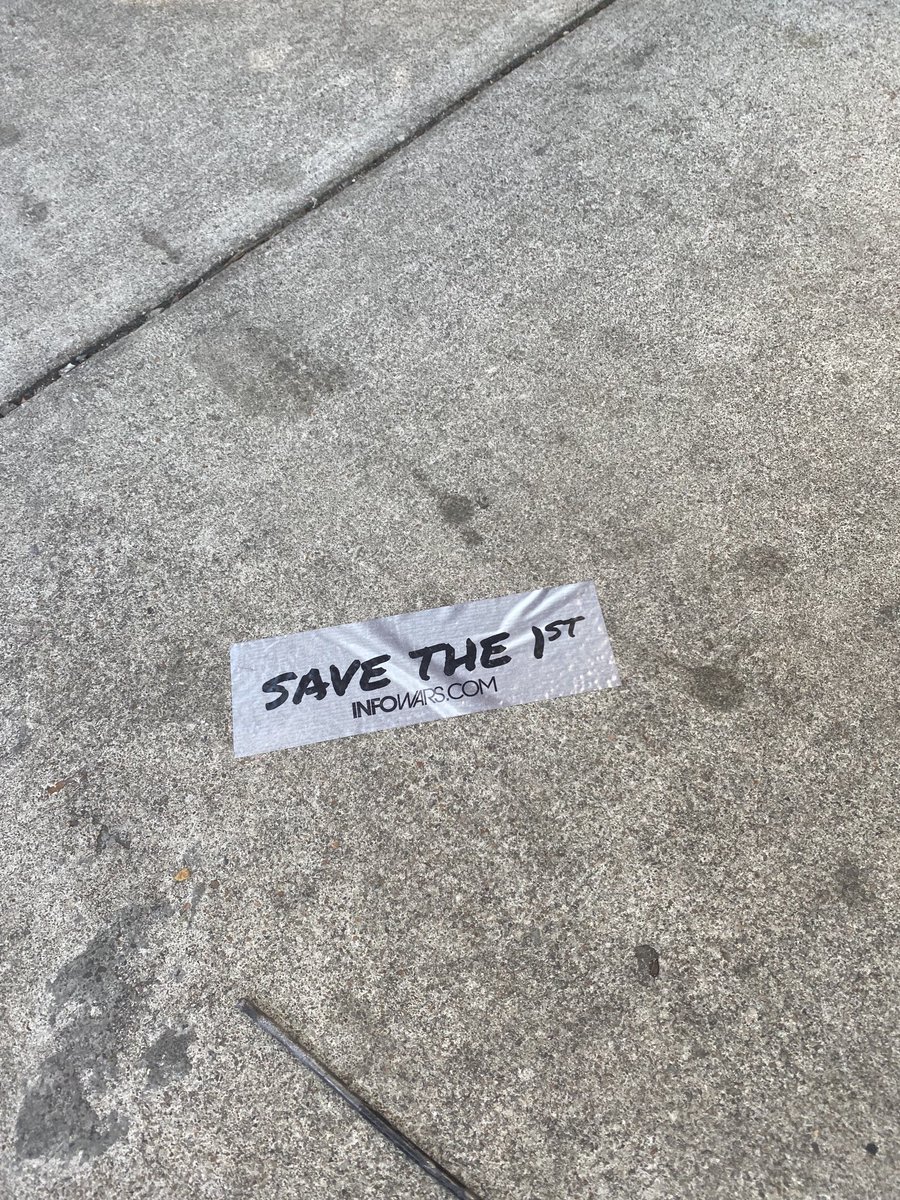 SAVE THE 1ST
INFOWARS.COM